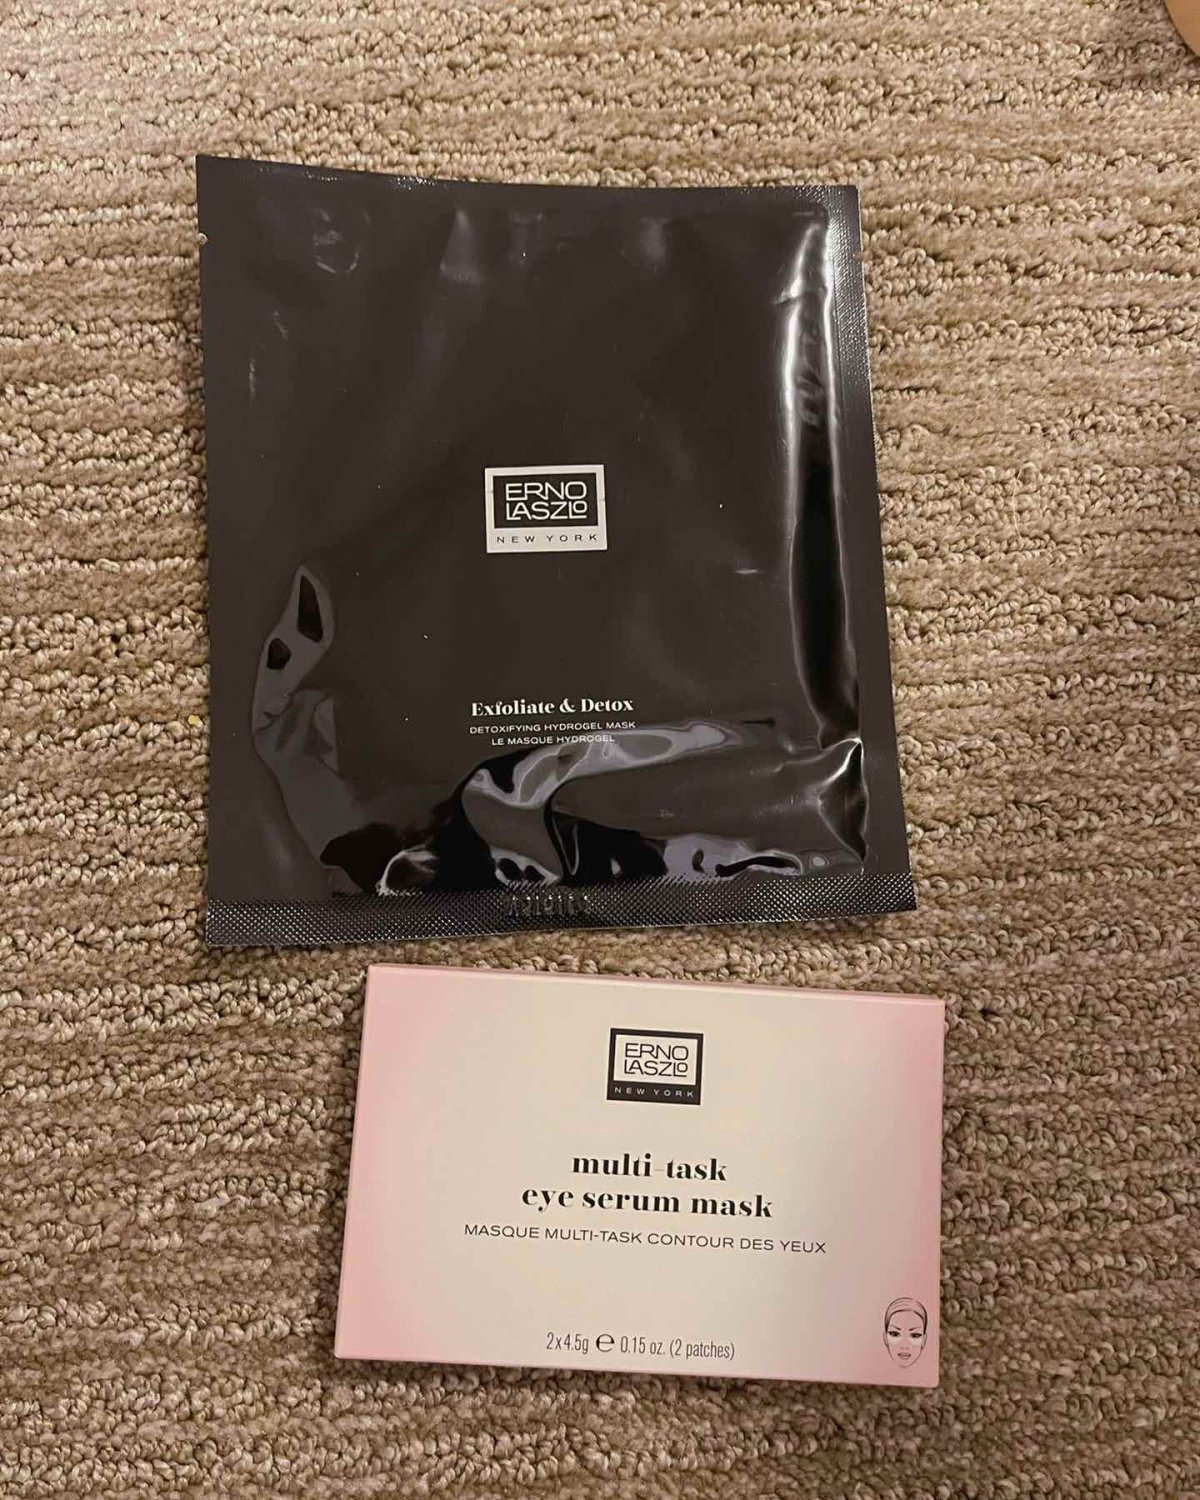 ERNO
LASZLO
NEW YORK
Exfoliate & Detox
DETOXIFYING HYDROGEL MASK
LE MASQUE HYDROGEL
ERNO
LASZLO
NEW YORK
multi-task
eye serum mask
MASQUE MULTI-TASK CONTOUR DES YEUX
2x4.5g ℮ 0.15 oz. (2 patches)